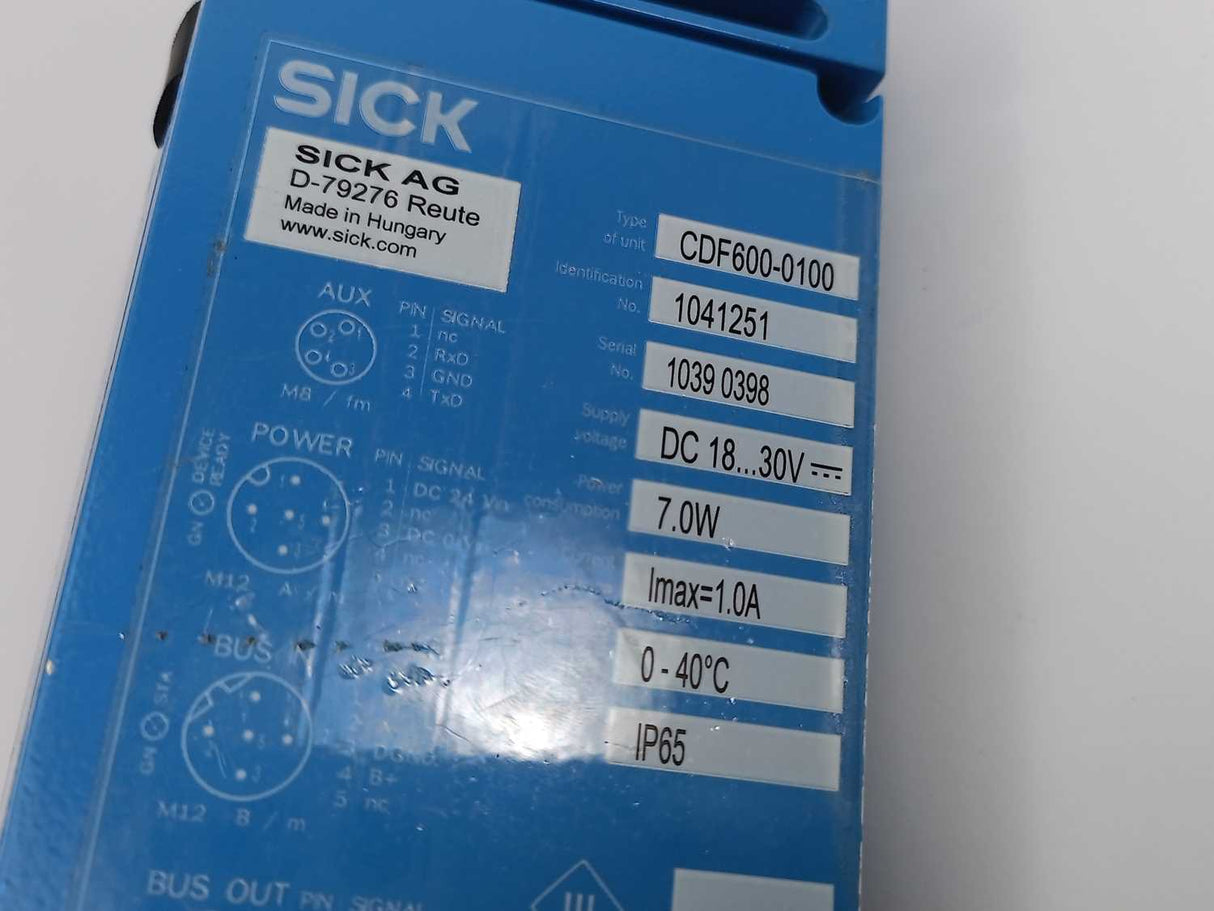 SICK
SICK AG
D-79276 Reute
Made in Hungary
www.sick.com
Type
of unit
CDF600-0100
Identification
No.
1041251
Serial
No.
1039 0398
Supply
voltage
DC 18...30V
Power
consumption
7.0W
Imax=1.0A
0 - 40°C
IP65
AUX
PIN SIGNAL
1 nc
2 RxD
3 GND
4 TxD
M8 / fm
POWER
DEVICE
READY
GN
PIN SIGNAL
1 DC 24 Vin
2 nc
3 DC 0V
M12
BUS
STA
GN
4 B+
5 nc
M12 B / m
BUS OUT PIN SIGNAL